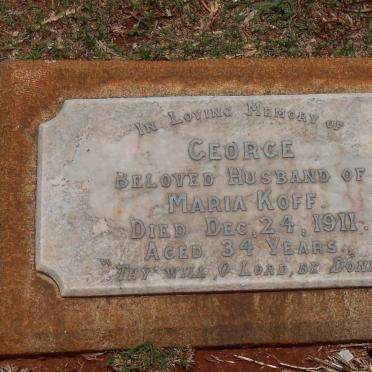 In Loving Memory of
George
Beloved Husband of
Maria Koff.
Died Dec. 24, 1911.
Aged 34 Years.
"Thy will, O Lord, be Done